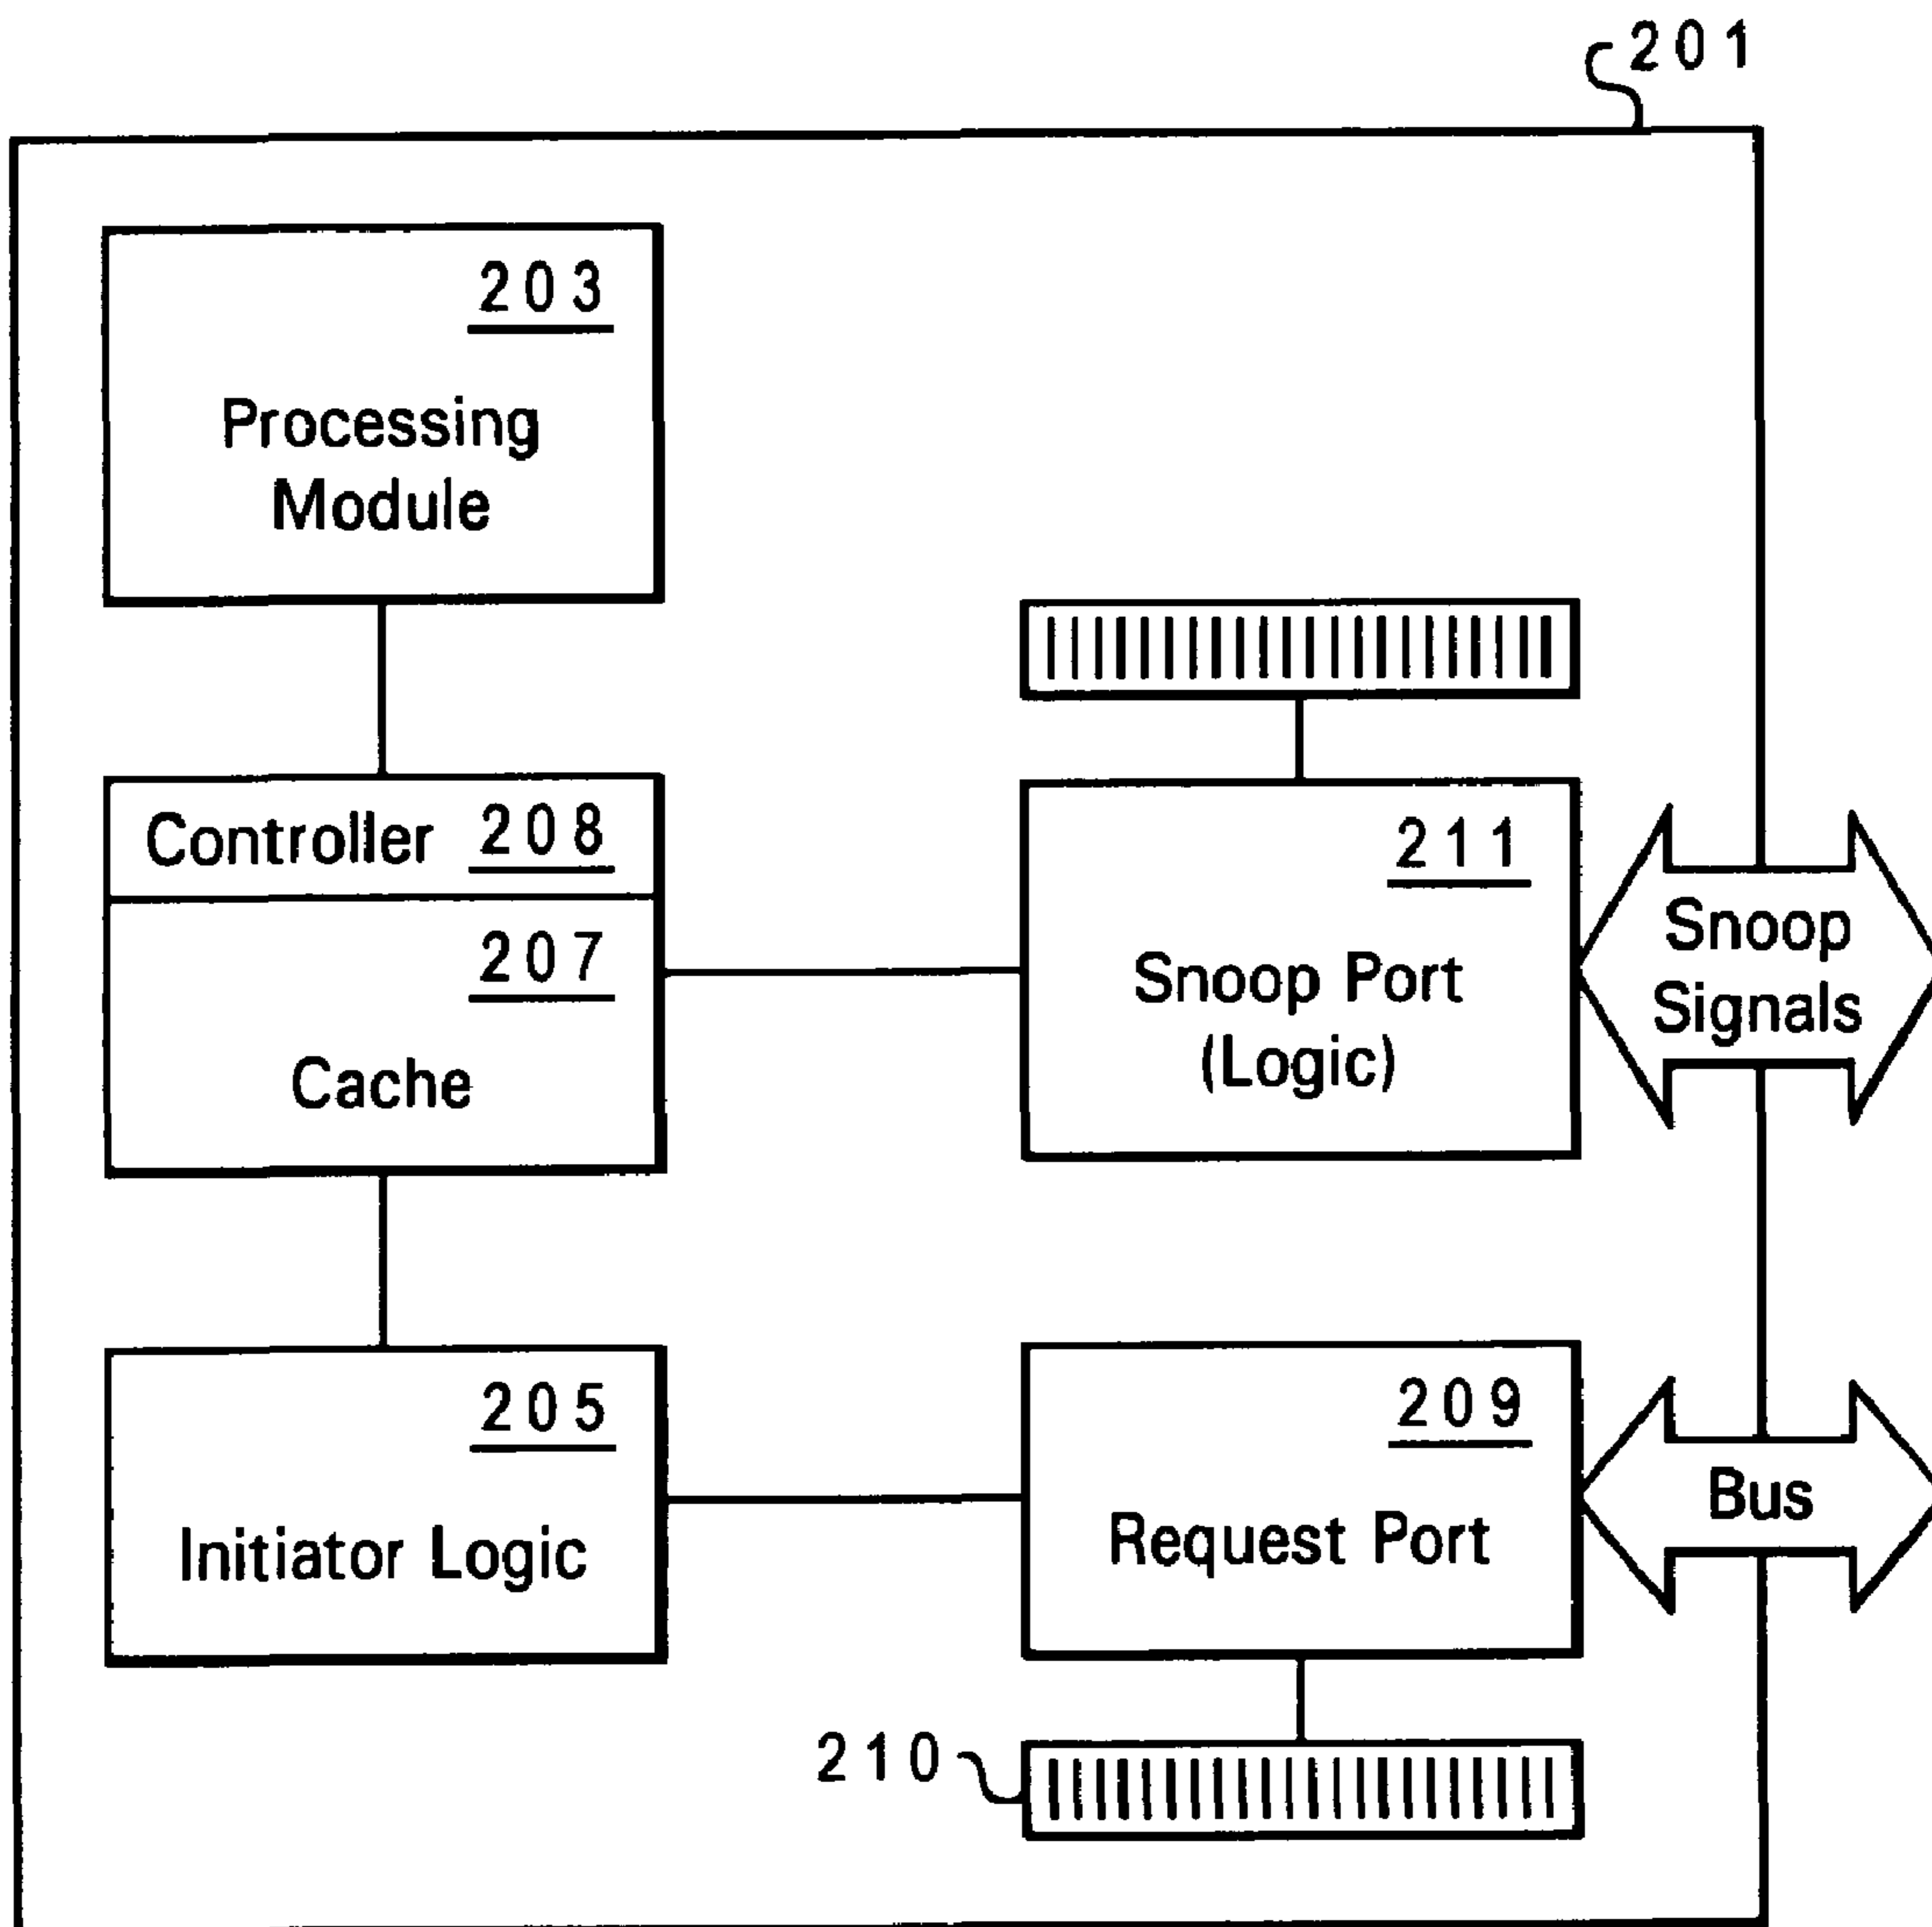 201
203
Processing
Module
Controller 208
207
Cache
211
Snoop Port
(Logic)
Snoop
Signals
205
Initiator Logic
209
Request Port
Bus
210